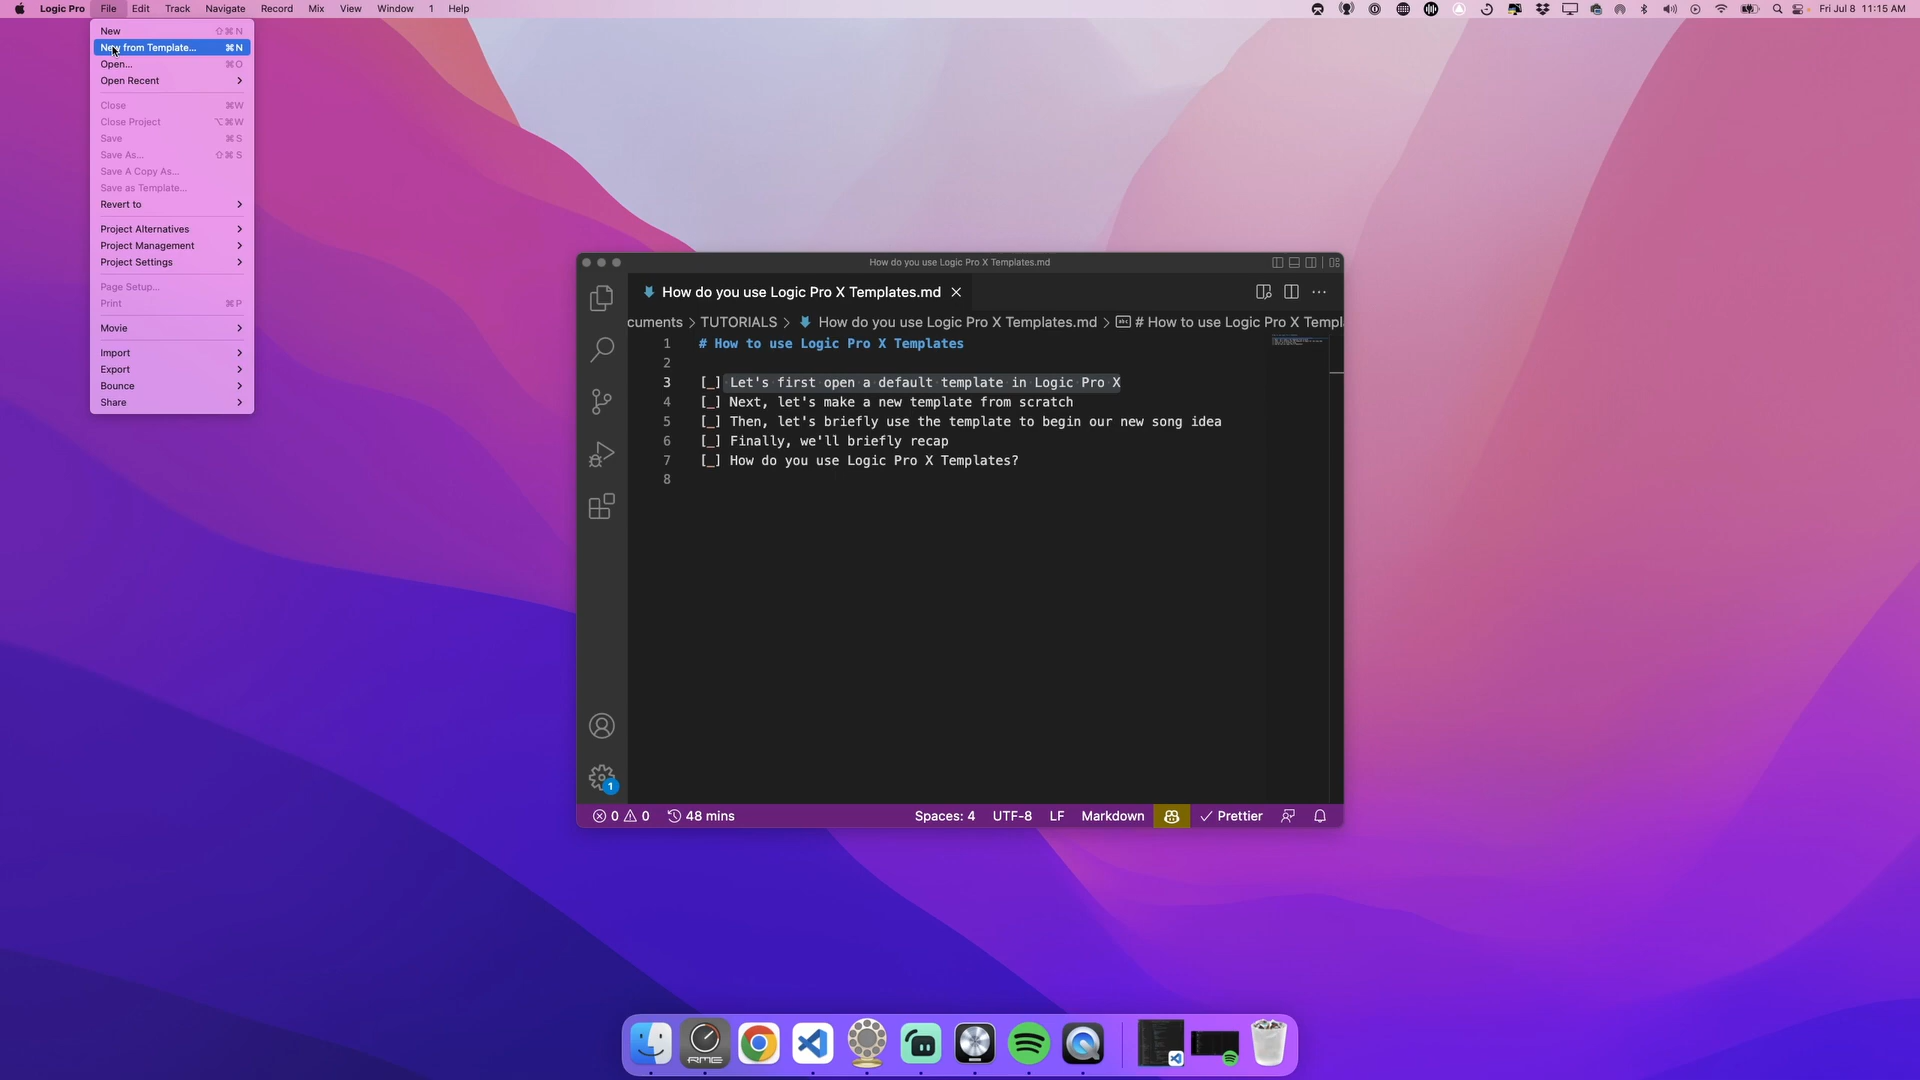 Logic Pro File Edit Track Navigate Record Mix View Window 1 Help
Fri Jul 8 11:15 AM
New ⇧⌘N
New from Template... ⌘N
Open... ⌘O
Open Recent
Close ⌘W
Close Project ⌥⌘W
Save ⌘S
Save As... ⇧⌘S
Save A Copy As...
Save as Template...
Revert to
Project Alternatives
Project Management
Project Settings
Page Setup...
Print ⌘P
Movie
Import
Export
Bounce
Share
How do you use Logic Pro X Templates.md
How do you use Logic Pro X Templates.md
cuments > TUTORIALS > How do you use Logic Pro X Templates.md > # How to use Logic Pro X Templ
1 # How to use Logic Pro X Templates
2
3 [_] Let's first open a default template in Logic Pro X
4 [_] Next, let's make a new template from scratch
5 [_] Then, let's briefly use the template to begin our new song idea
6 [_] Finally, we'll briefly recap
7 [_] How do you use Logic Pro X Templates?
8
1
0 0 48 mins Spaces: 4 UTF-8 LF Markdown Prettier
RME